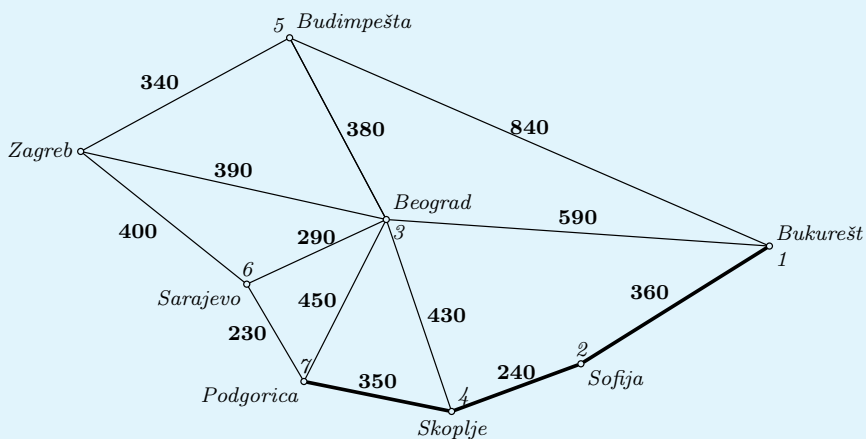 5 Budimpešta
340
380
840
Zagreb
390
Beograd
3
590
Bukurešt
1
400
290
6
Sarajevo
450
430
360
230
2
Sofija
7
350
240
Podgorica
4
Skoplje